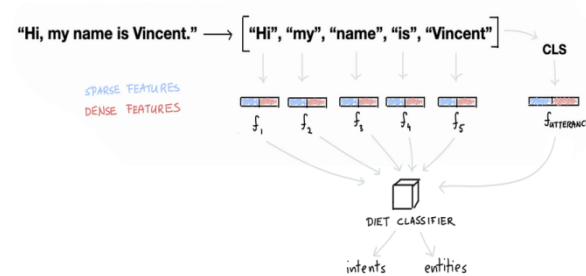 “Hi, my name is Vincent.” ["Hi", "my", "name", "is", "Vincent"]
CLS
SPARSE FEATURES
DENSE FEATURES
f1 f2 f3 f4 f5 fUTTERANC
DIET CLASSIFIER
intents entities